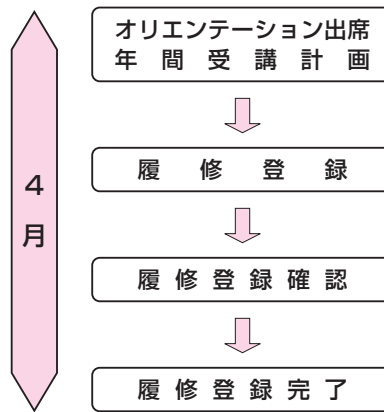 オリエンテーション出席
年間受講計画
4月
履修登録
履修登録確認
履修登録完了